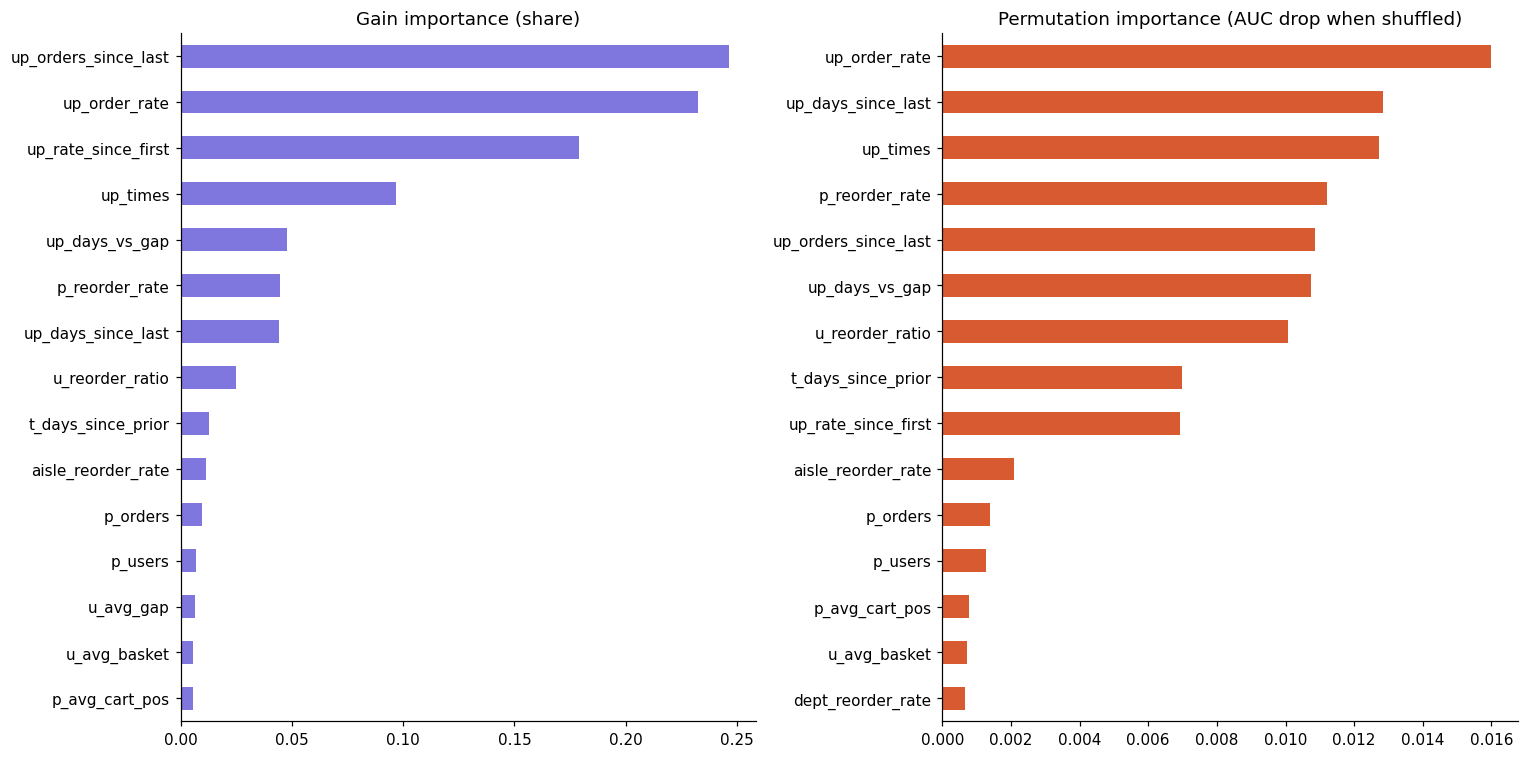 Gain importance (share)
up_orders_since_last
up_order_rate
up_rate_since_first
up_times
up_days_vs_gap
p_reorder_rate
up_days_since_last
u_reorder_ratio
t_days_since_prior
aisle_reorder_rate
p_orders
p_users
u_avg_gap
u_avg_basket
p_avg_cart_pos
0.00 0.05 0.10 0.15 0.20 0.25
Permutation importance (AUC drop when shuffled)
up_order_rate
up_days_since_last
up_times
p_reorder_rate
up_orders_since_last
up_days_vs_gap
u_reorder_ratio
t_days_since_prior
up_rate_since_first
aisle_reorder_rate
p_orders
p_users
p_avg_cart_pos
u_avg_basket
dept_reorder_rate
0.000 0.002 0.004 0.006 0.008 0.010 0.012 0.014 0.016